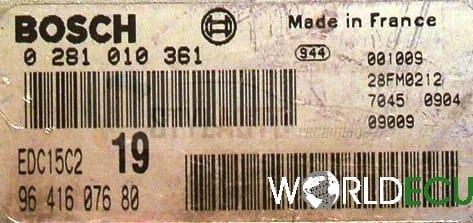 BOSCH
Made in France
0 281 010 361
944
001009
28FM0212
7045 0904
09009
EDC15C2
19
96 416 076 80
WORLDECU